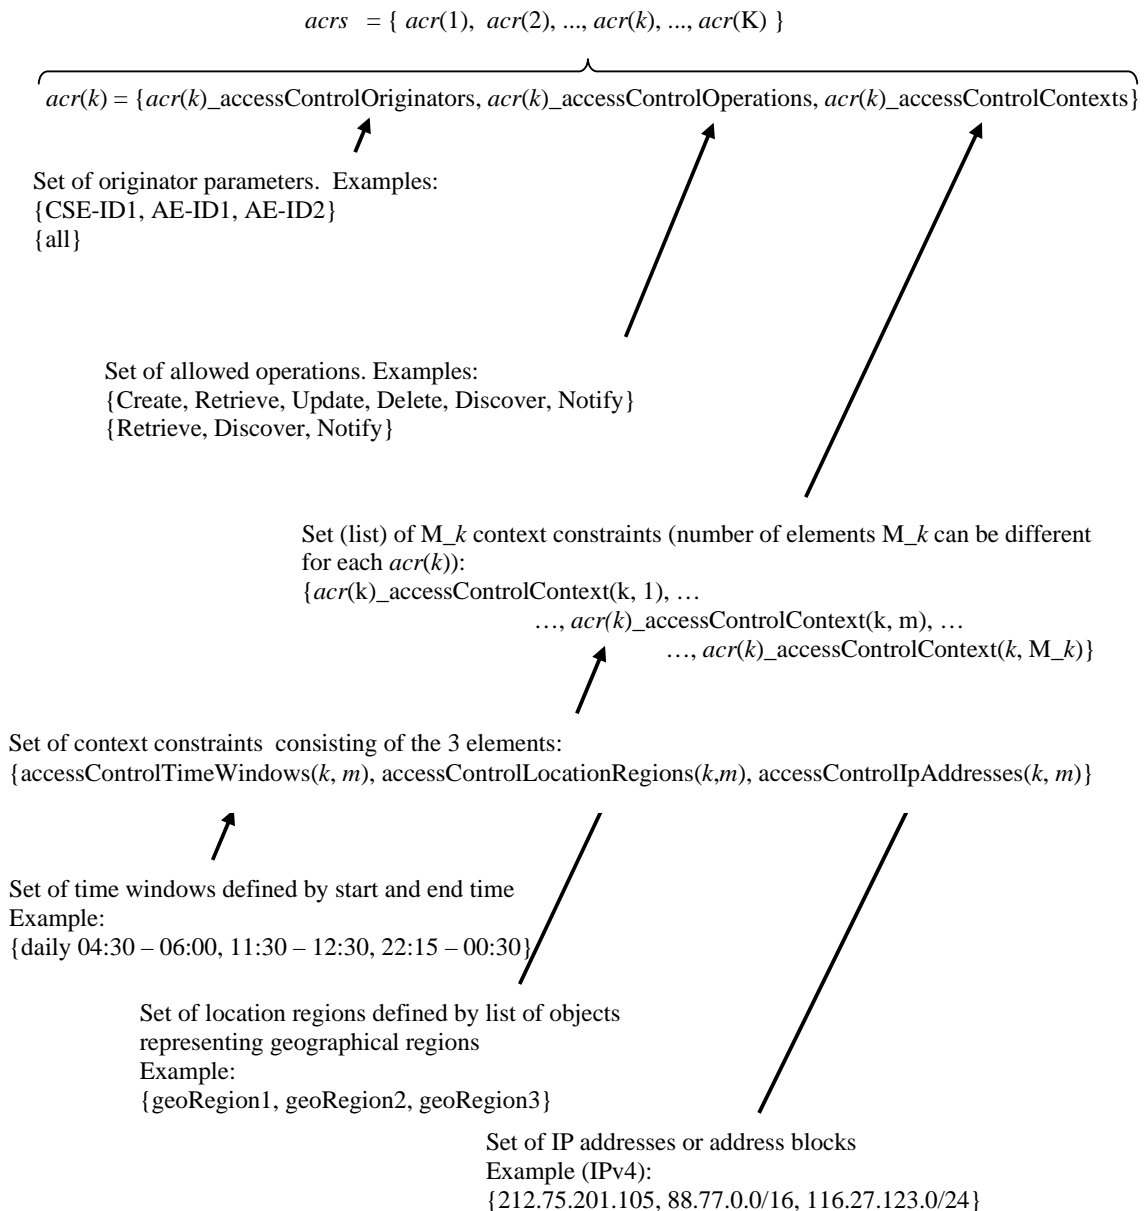 acrs = { acr(1), acr(2), ..., acr(k), ..., acr(K) }
acr(k) = {acr(k)_accessControlOriginators, acr(k)_accessControlOperations, acr(k)_accessControlContexts}
Set of originator parameters. Examples:
{CSE-ID1, AE-ID1, AE-ID2}
{all}
Set of allowed operations. Examples:
{Create, Retrieve, Update, Delete, Discover, Notify}
{Retrieve, Discover, Notify}
Set (list) of M_k context constraints (number of elements M_k can be different
for each acr(k)):
{acr(k)_accessControlContext(k, 1), …
…, acr(k)_accessControlContext(k, m), …
…, acr(k)_accessControlContext(k, M_k)}
Set of context constraints consisting of the 3 elements:
{accessControlTimeWindows(k, m), accessControlLocationRegions(k,m), accessControlIpAddresses(k, m)}
Set of time windows defined by start and end time
Example:
{daily 04:30 – 06:00, 11:30 – 12:30, 22:15 – 00:30}
Set of location regions defined by list of objects
representing geographical regions
Example:
{geoRegion1, geoRegion2, geoRegion3}
Set of IP addresses or address blocks
Example (IPv4):
{212.75.201.105, 88.77.0.0/16, 116.27.123.0/24}